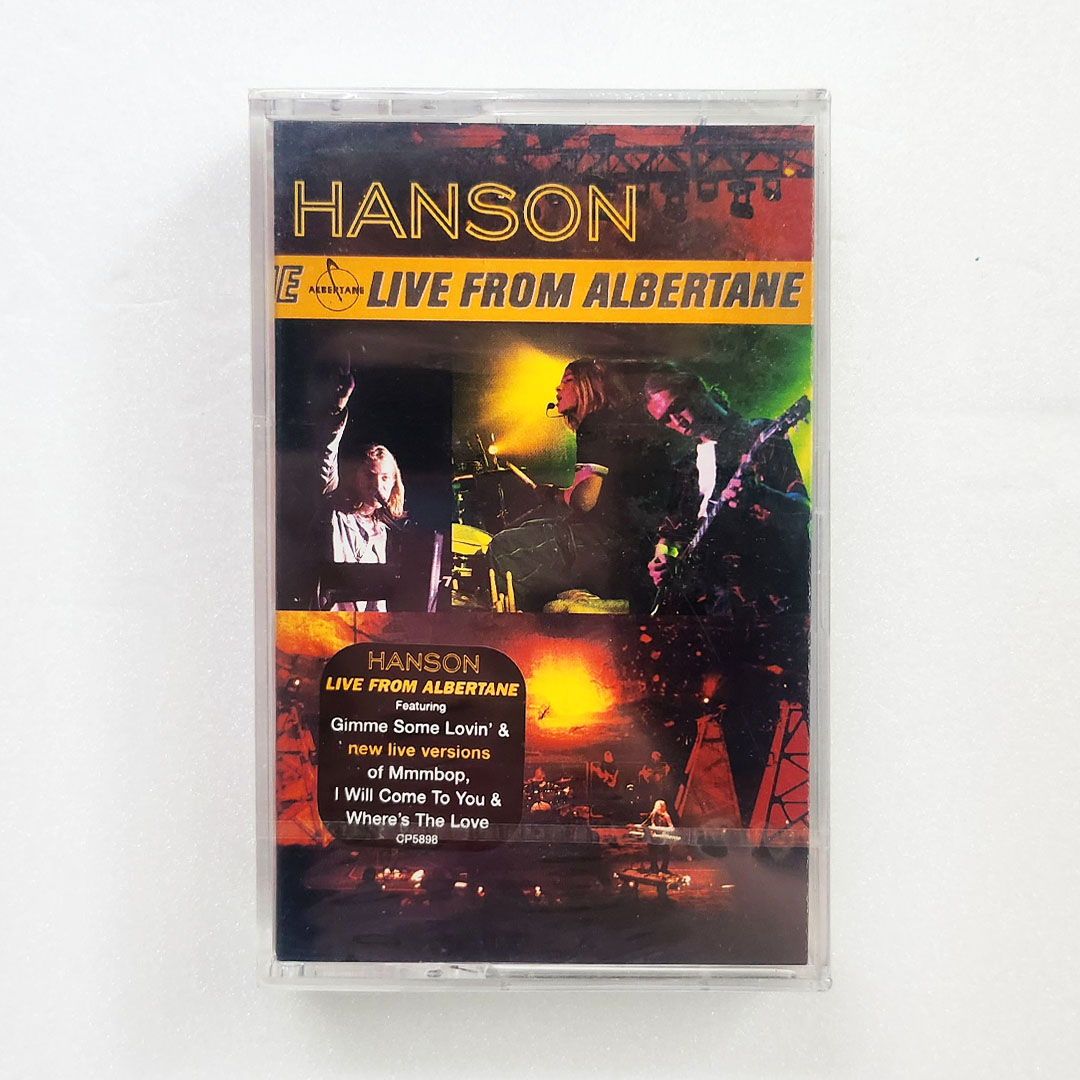 HANSON
ALBERTANE
LIVE FROM ALBERTANE
HANSON
LIVE FROM ALBERTANE
Featuring
Gimme Some Lovin' &
new live versions
of Mmmbop,
I Will Come To You &
Where's The Love
CP5898